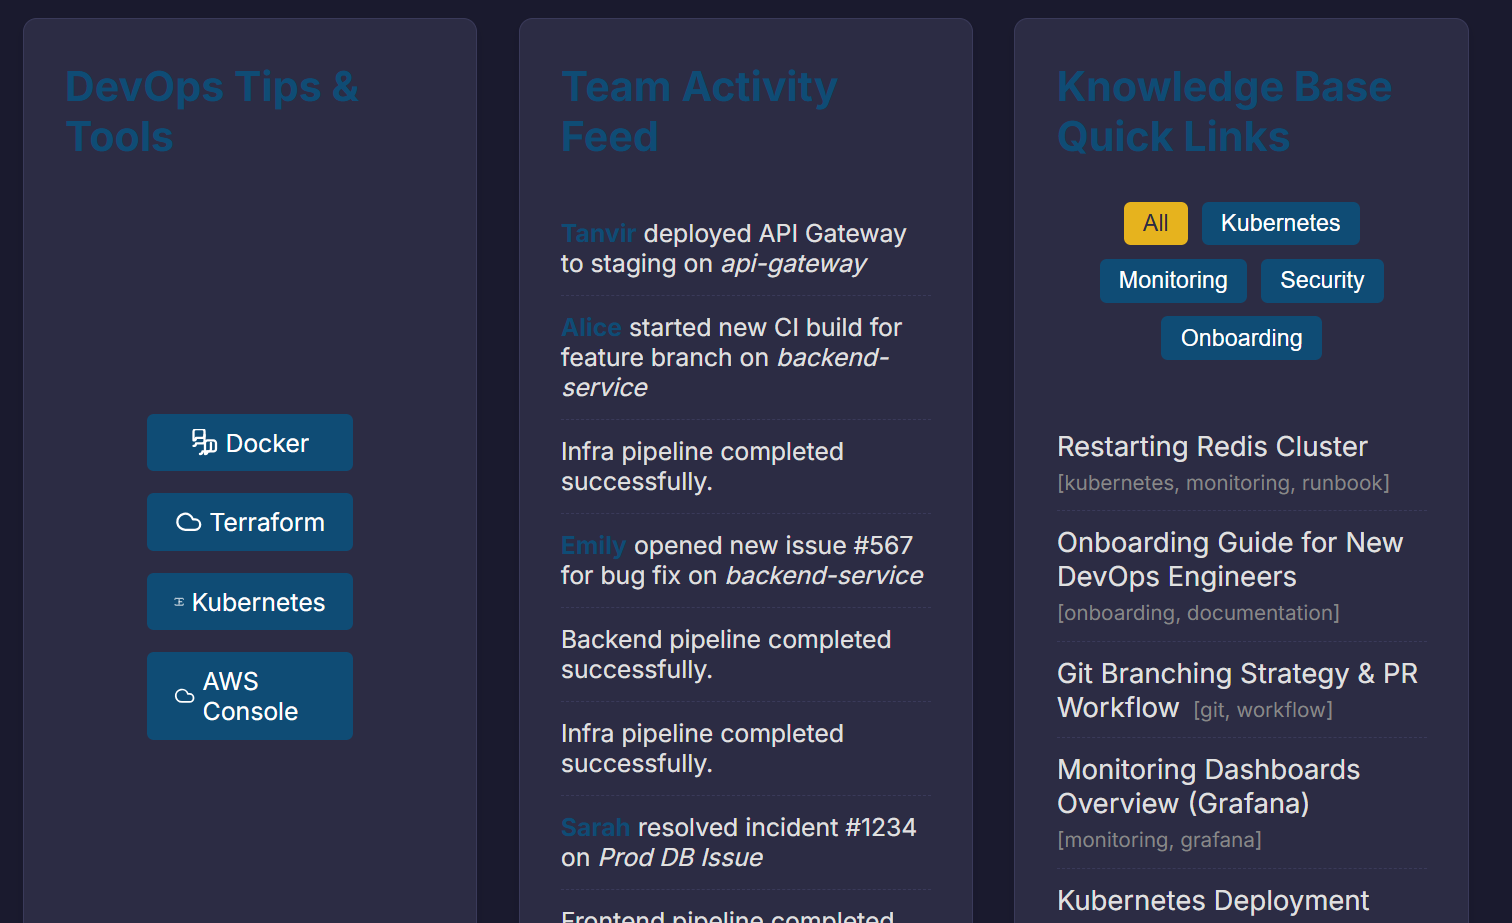 DevOps Tips &
Tools
Docker
Terraform
Kubernetes
AWS
Console
Team Activity
Feed
Tanvir deployed API Gateway
to staging on api-gateway
Alice started new CI build for
feature branch on backend-
service
Infra pipeline completed
successfully.
Emily opened new issue #567
for bug fix on backend-service
Backend pipeline completed
successfully.
Infra pipeline completed
successfully.
Sarah resolved incident #1234
on Prod DB Issue
Frontend pipeline completed
Knowledge Base
Quick Links
All Kubernetes
Monitoring Security
Onboarding
Restarting Redis Cluster
[kubernetes, monitoring, runbook]
Onboarding Guide for New
DevOps Engineers
[onboarding, documentation]
Git Branching Strategy & PR
Workflow [git, workflow]
Monitoring Dashboards
Overview (Grafana)
[monitoring, grafana]
Kubernetes Deployment